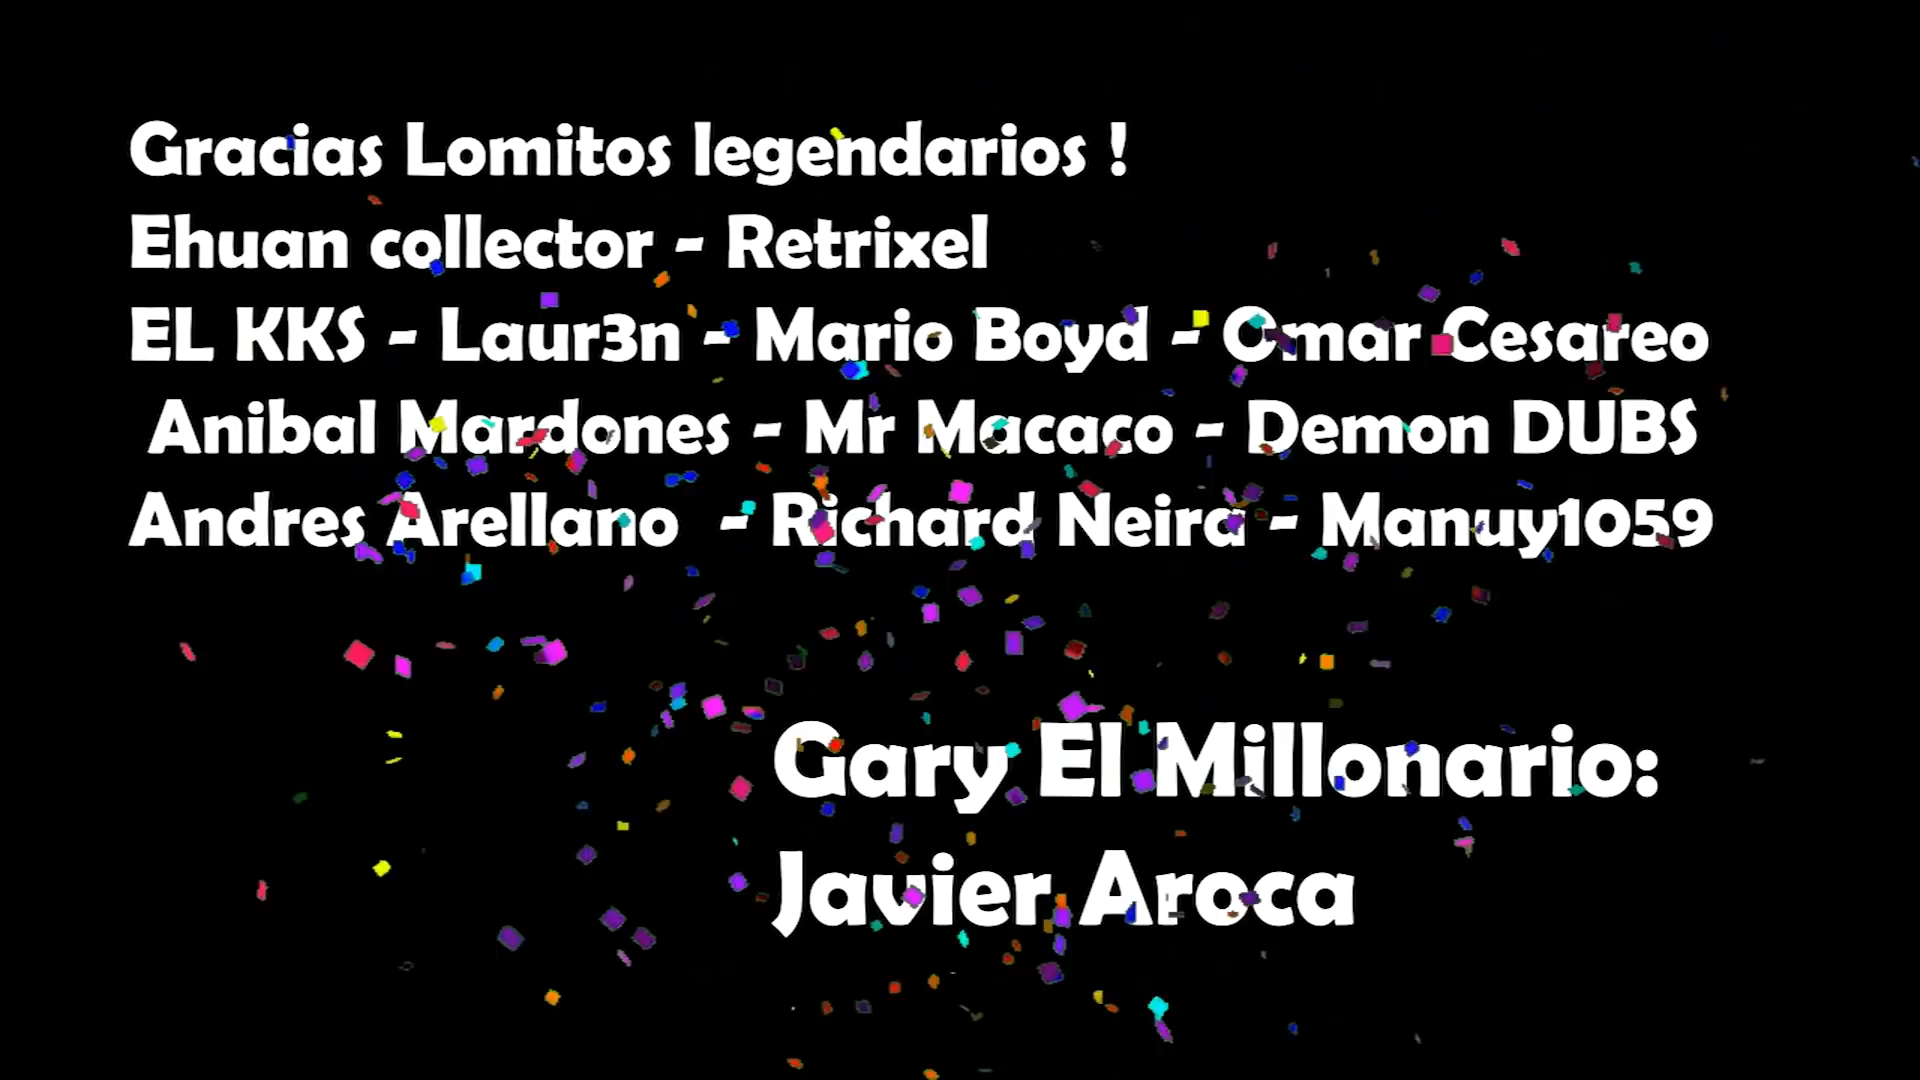 Gracias Lomitos legendarios !
Ehuan collector - Retrixel
EL KKS - Laur3n - Mario Boyd - Omar Cesareo
Anibal Mardones - Mr Macaco - Demon DUBS
Andres Arellano - Richard Neira - Manuy1059
Gary El Millonario:
Javier Aroca